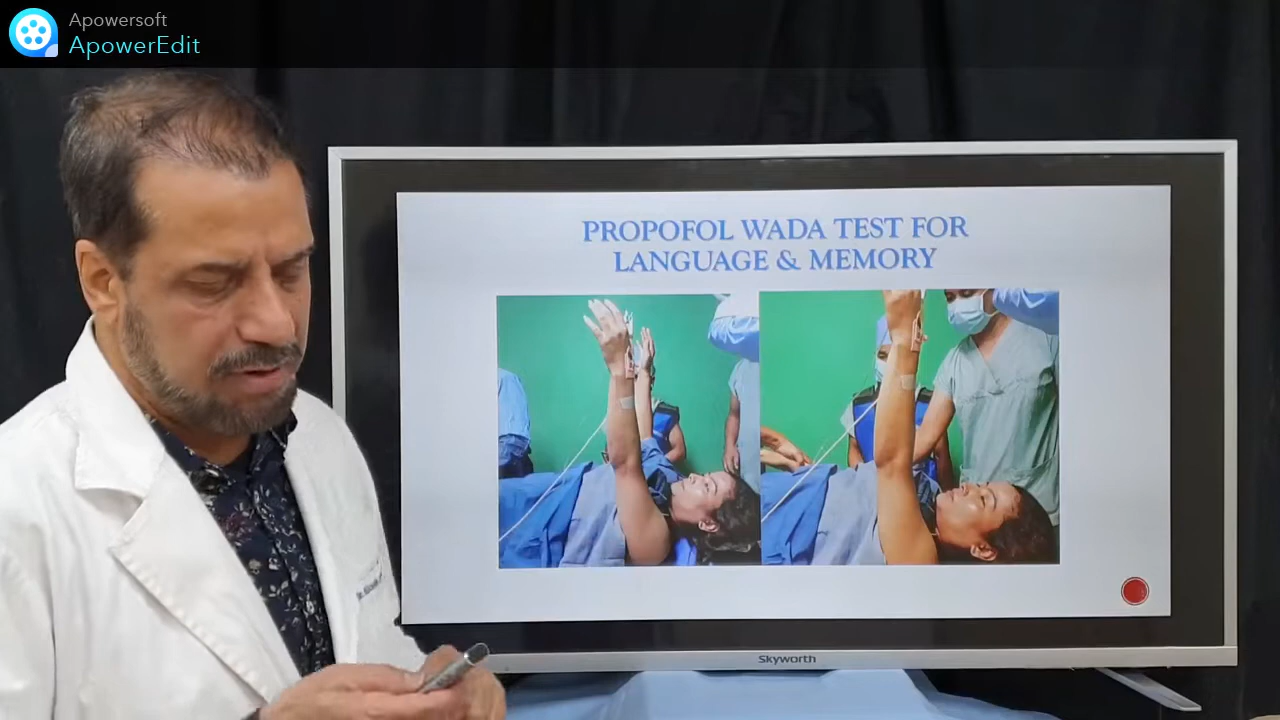 Apowersoft
ApowerEdit
PROPOFOL WADA TEST FOR
LANGUAGE & MEMORY
Skyworth